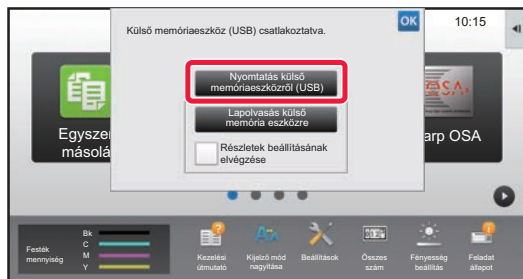 Külső memóriaeszköz (USB) csatlakoztatva.
OK
10:15
Nyomtatás külső
memóriaeszközről (USB)
Lapolvasás külső
memória eszközre
Részletek beállításának
elvégzése
Egysze
másolá
OSA
arp OSA
Festék
mennyiség
Bk
C
M
Y
Kezelési
útmutató
Kijelző mód
nagyítása
Beállítások
Összes
szám
Fényesség
beállítás
Feladat
állapot